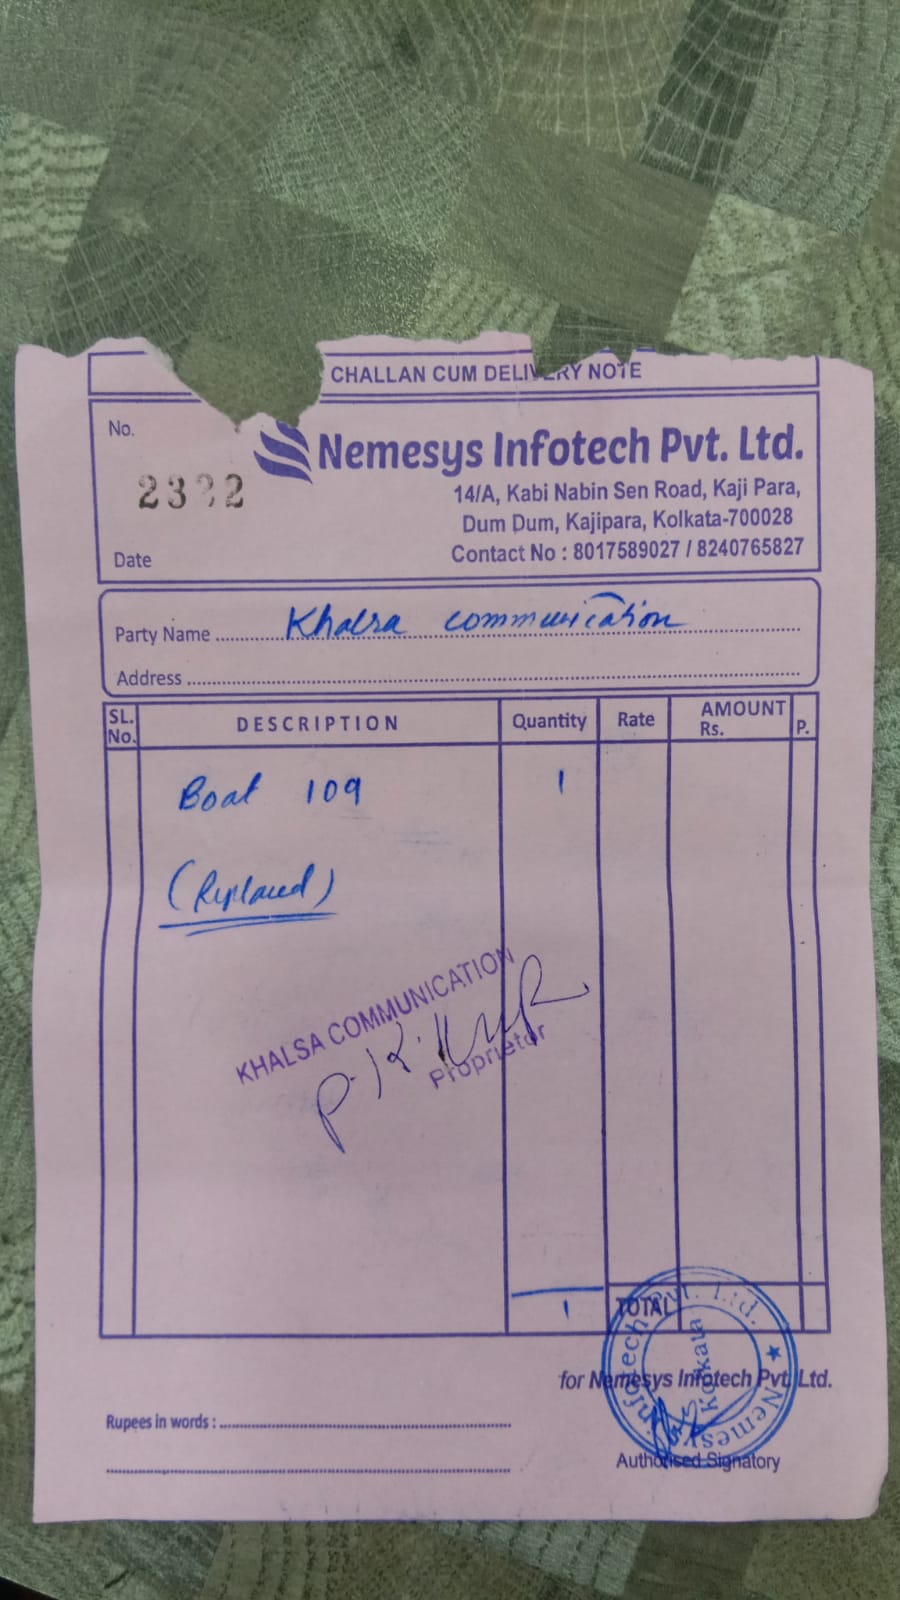 CHALLAN CUM DELIVERY NOTE
No.
Nemesys Infotech Pvt. Ltd.
14/A, Kabi Nabin Sen Road, Kaji Para,
Dum Dum, Kajipara, Kolkata-700028
Contact No : 8017589027 / 8240765827
Date
Party Name Khalsa communication
Address
SL. No. DESCRIPTION Quantity Rate AMOUNT Rs. P.
Boat 109 1
(Replaced)
KHALSA COMMUNICATION
Proprietor
1 TOTAL
for Nemesys Infotech Pvt. Ltd.
Nemesys Infotech Pvt. Ltd. ★
Kolkata
Rupees in words :
Authorised Signatory